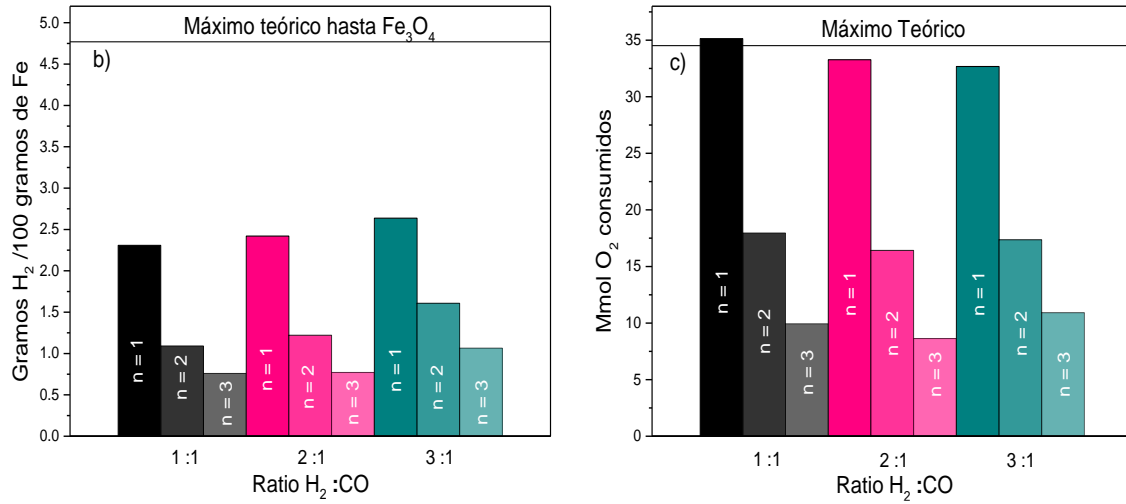 Máximo teórico hasta Fe3O4
b)
Gramos H2 /100 gramos de Fe
5.0
4.5
4.0
3.5
3.0
2.5
2.0
1.5
1.0
0.5
0.0
n = 1
n = 2
n = 3
n = 1
n = 2
n = 3
n = 1
n = 2
n = 3
1 :1
2 :1
3 :1
Ratio H2 :CO
Máximo Teórico
c)
Mmol O2 consumidos
35
30
25
20
15
10
5
0
n = 1
n = 2
n = 3
n = 1
n = 2
n = 3
n = 1
n = 2
n = 3
1 :1
2 :1
3 :1
Ratio H2 :CO